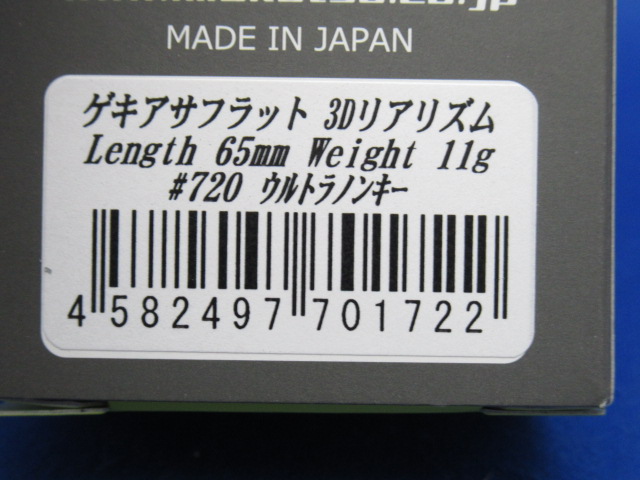 MADE IN JAPAN
ゲキアサフラット 3Dリアリズム
Length 65mm Weight 11g
#720 ウルトラノンキー
4 582497 701722